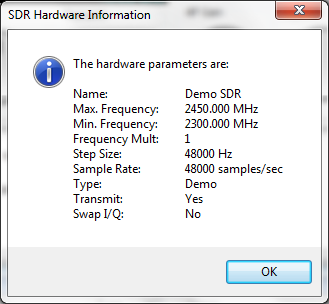 SDR Hardware Information
The hardware parameters are:
Name: Demo SDR
Max. Frequency: 2450.000 MHz
Min. Frequency: 2300.000 MHz
Frequency Mult: 1
Step Size: 48000 Hz
Sample Rate: 48000 samples/sec
Type: Demo
Transmit: Yes
Swap I/Q: No
OK